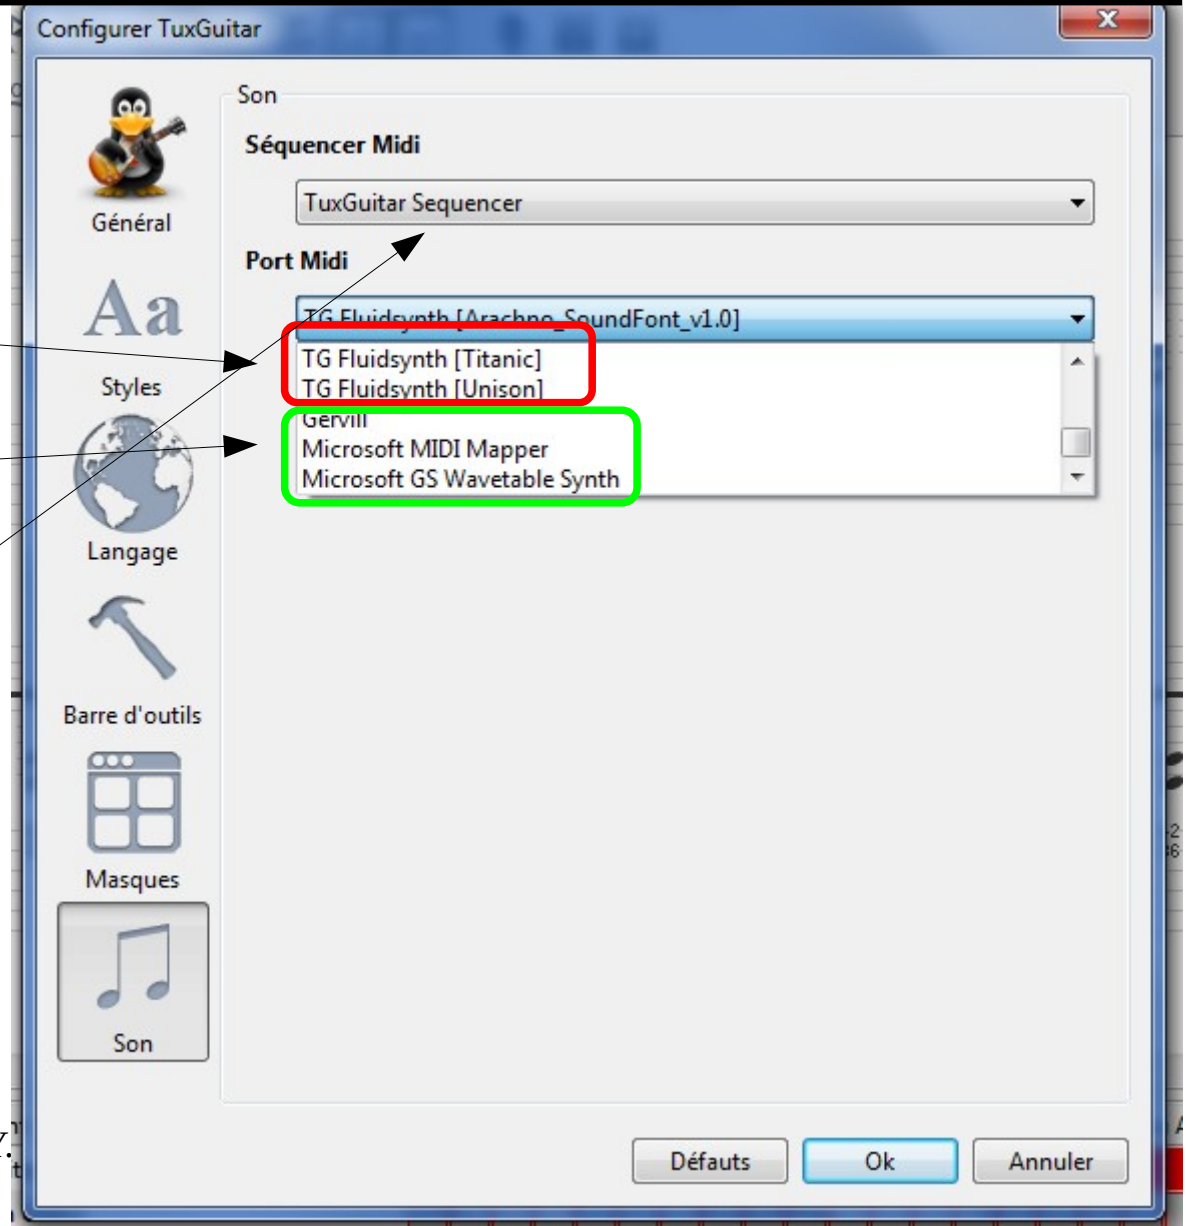 Configurer TuxGuitar
Son
Séquencer Midi
TuxGuitar Sequencer
Port Midi
TG Fluidsynth [Arachno_SoundFont_v1.0]
TG Fluidsynth [Titanic]
TG Fluidsynth [Unison]
Gervill
Microsoft MIDI Mapper
Microsoft GS Wavetable Synth
Général
Aa
Styles
Langage
Barre d'outils
Masques
Son
Défauts
Ok
Annuler